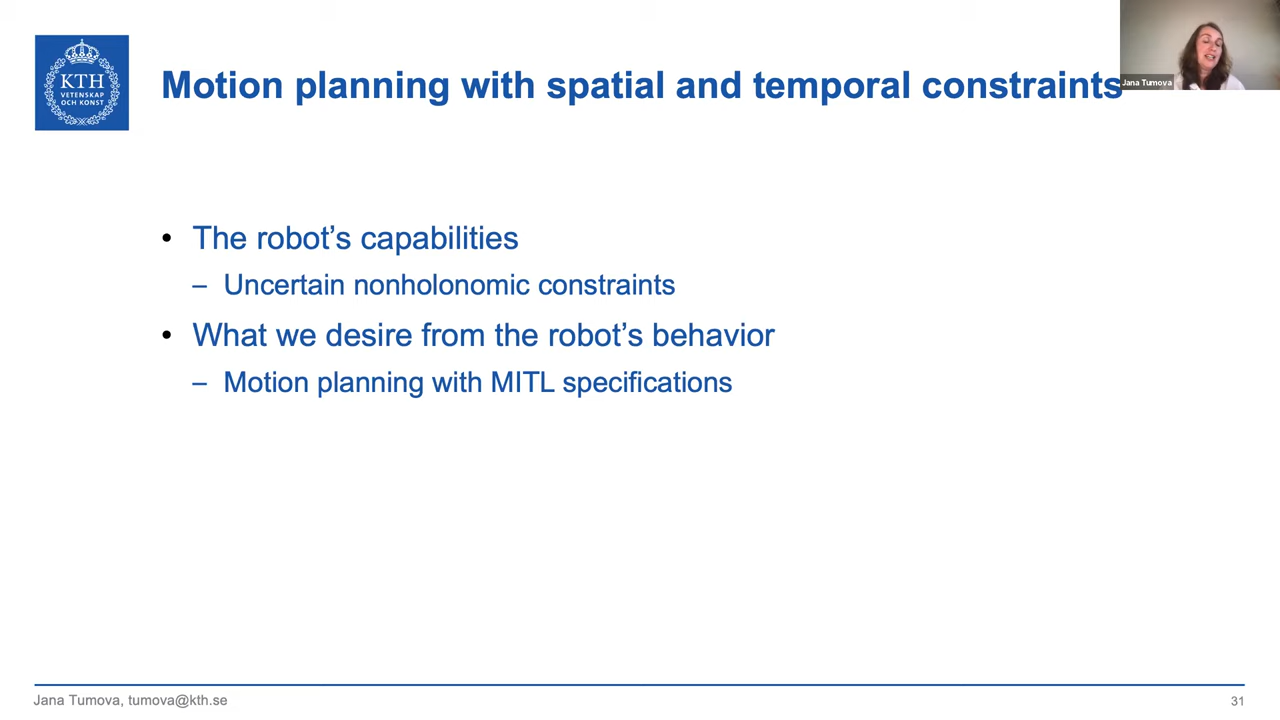 KTH
VETENSKAP
OCH KONST
Motion planning with spatial and temporal constraints
Jana Tumova
• The robot's capabilities
– Uncertain nonholonomic constraints
• What we desire from the robot's behavior
– Motion planning with MITL specifications
Jana Tumova, tumova@kth.se
31